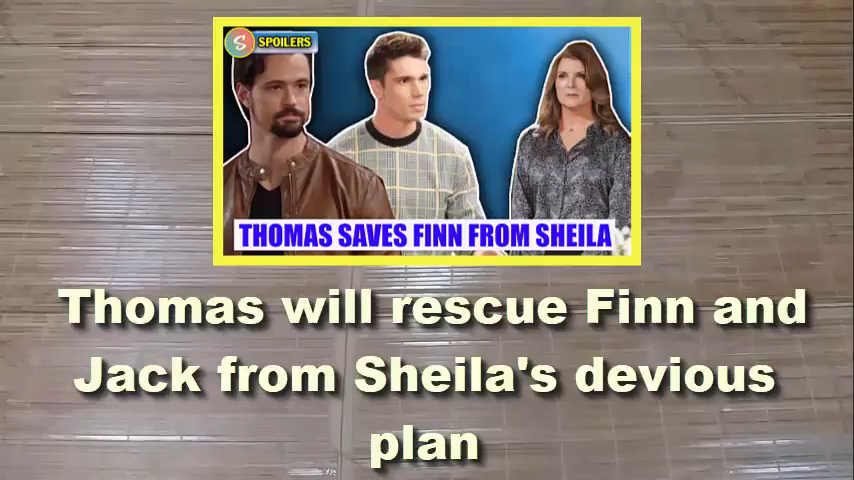 S SPOILERS
THOMAS SAVES FINN FROM SHEILA
Thomas will rescue Finn and
Jack from Sheila's devious
plan